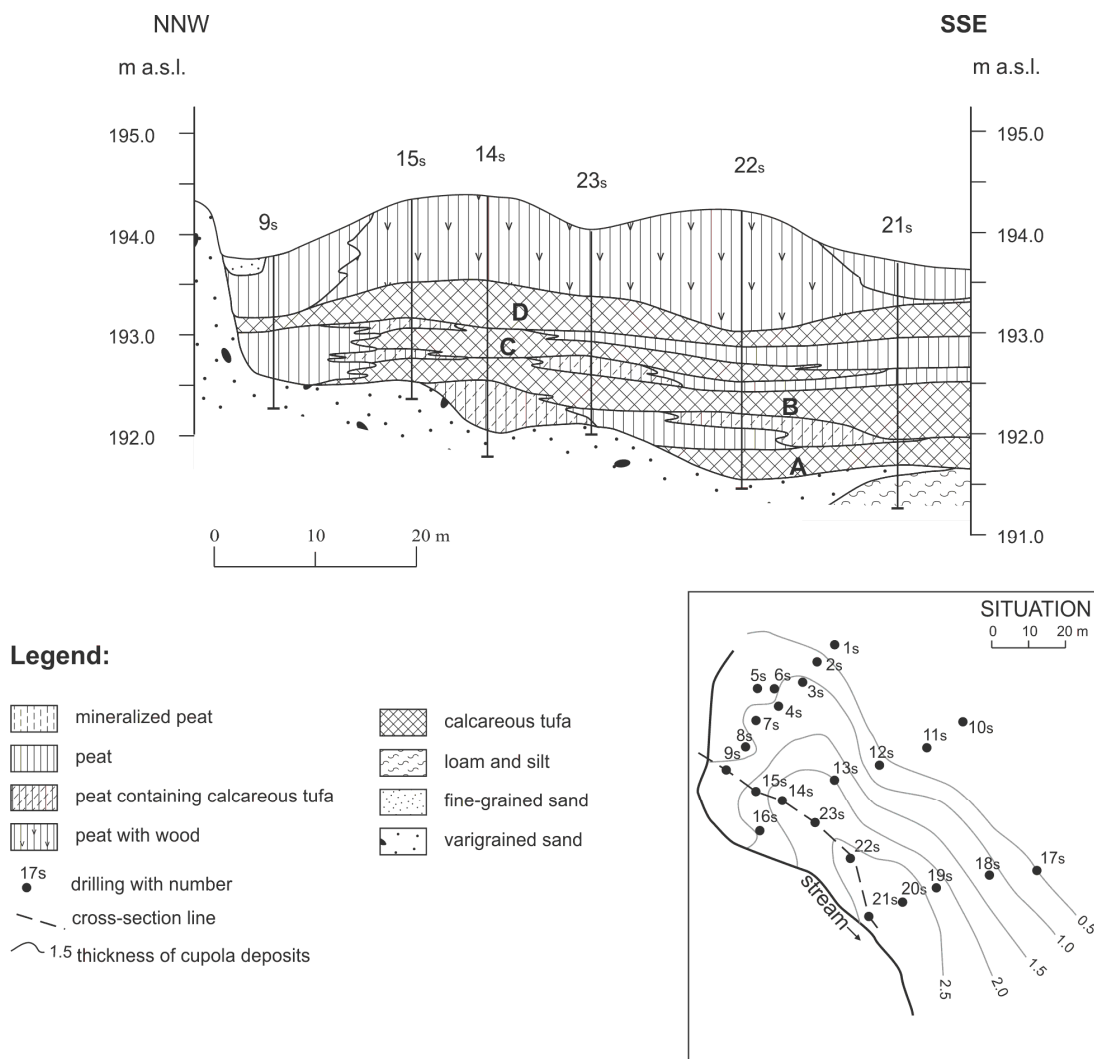 NNW SSE
m a.s.l. m a.s.l.
195.0 195.0
14s
15s 22s
23s
9s 21s
194.0 194.0
D
193.0 193.0
C
B
192.0 192.0
A
191.0
0 10 20 m
SITUATION
0 10 20 m
1s
2s
5s 6s
3s
4s
7s
10s
8s
11s
9s
12s
13s
15s
14s
16s
23s
22s
17s
18s
19s
20s
21s
stream
0.5
1.0
1.5
2.0
2.5
Legend:
mineralized peat
peat
peat containing calcareous tufa
peat with wood
17s
drilling with number
cross-section line
1.5 thickness of cupola deposits
calcareous tufa
loam and silt
fine-grained sand
varigrained sand